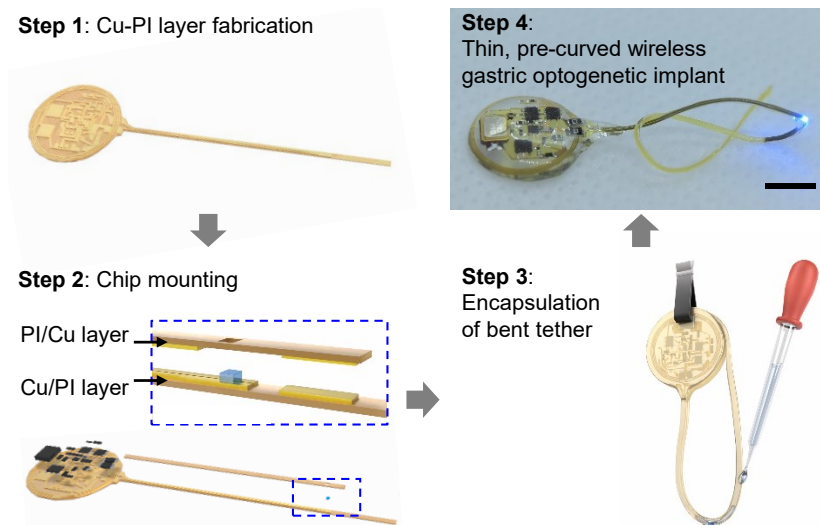 Step 1: Cu-PI layer fabrication
Step 2: Chip mounting
PI/Cu layer
Cu/PI layer
Step 3:
Encapsulation
of bent tether
Step 4:
Thin, pre-curved wireless
gastric optogenetic implant